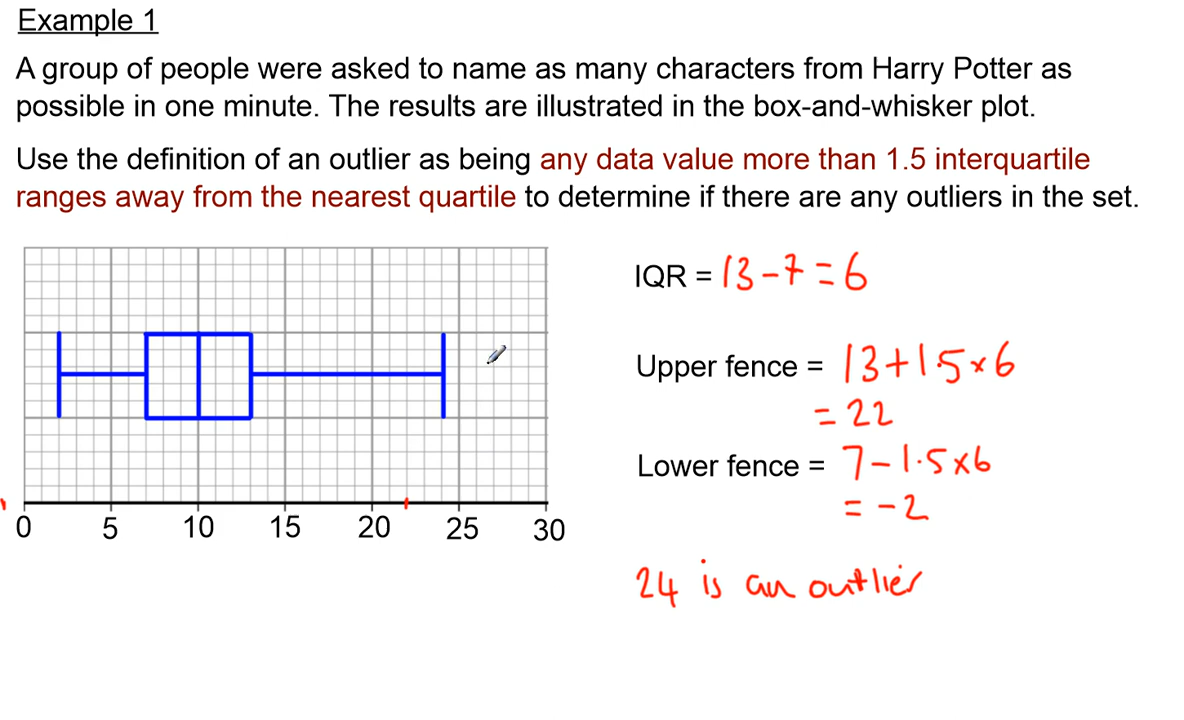 Example 1
A group of people were asked to name as many characters from Harry Potter as
possible in one minute. The results are illustrated in the box-and-whisker plot.
Use the definition of an outlier as being any data value more than 1.5 interquartile
ranges away from the nearest quartile to determine if there are any outliers in the set.
IQR = 13-7=6
Upper fence = 13+1.5×6
= 22
Lower fence = 7-1.5×6
= -2
0 5 10 15 20 25 30
24 is an outlier